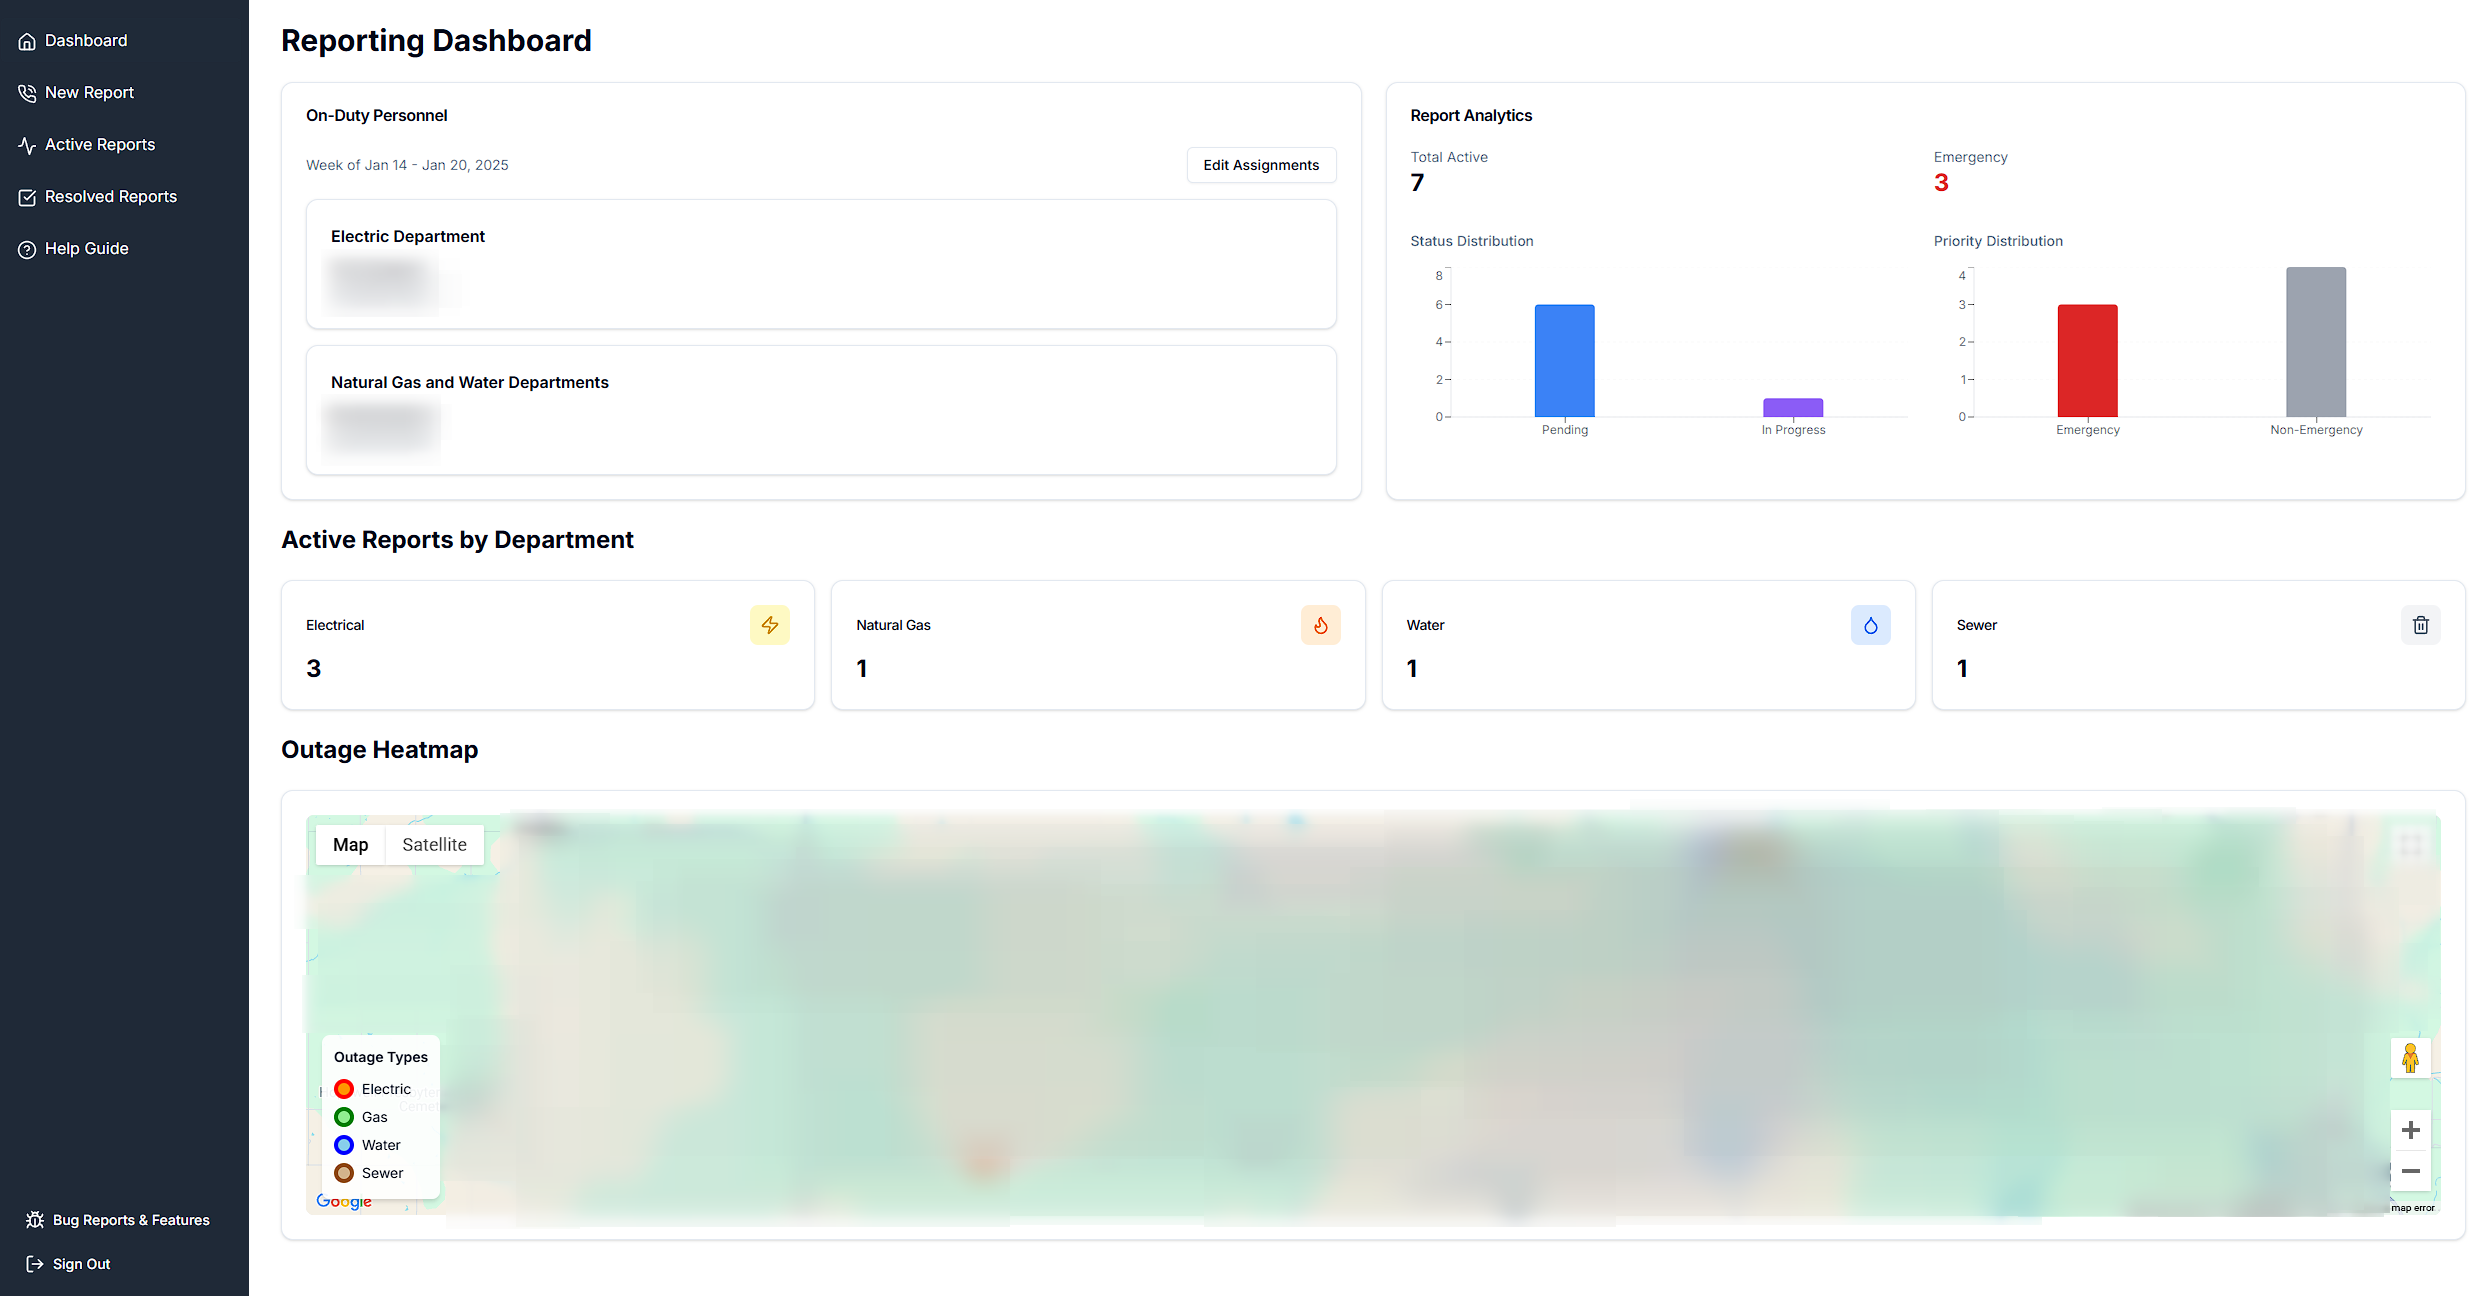 Dashboard
New Report
Active Reports
Resolved Reports
Help Guide
Bug Reports & Features
Sign Out
Reporting Dashboard
On-Duty Personnel
Week of Jan 14 - Jan 20, 2025
Edit Assignments
Electric Department
Natural Gas and Water Departments
Report Analytics
Total Active
7
Emergency
3
Status Distribution
8
6
4
2
0
Pending
In Progress
Priority Distribution
4
3
2
1
0
Emergency
Non-Emergency
Active Reports by Department
Electrical
3
Natural Gas
1
Water
1
Sewer
1
Outage Heatmap
Map
Satellite
Outage Types
Electric
Gas
Water
Sewer
Google
map error